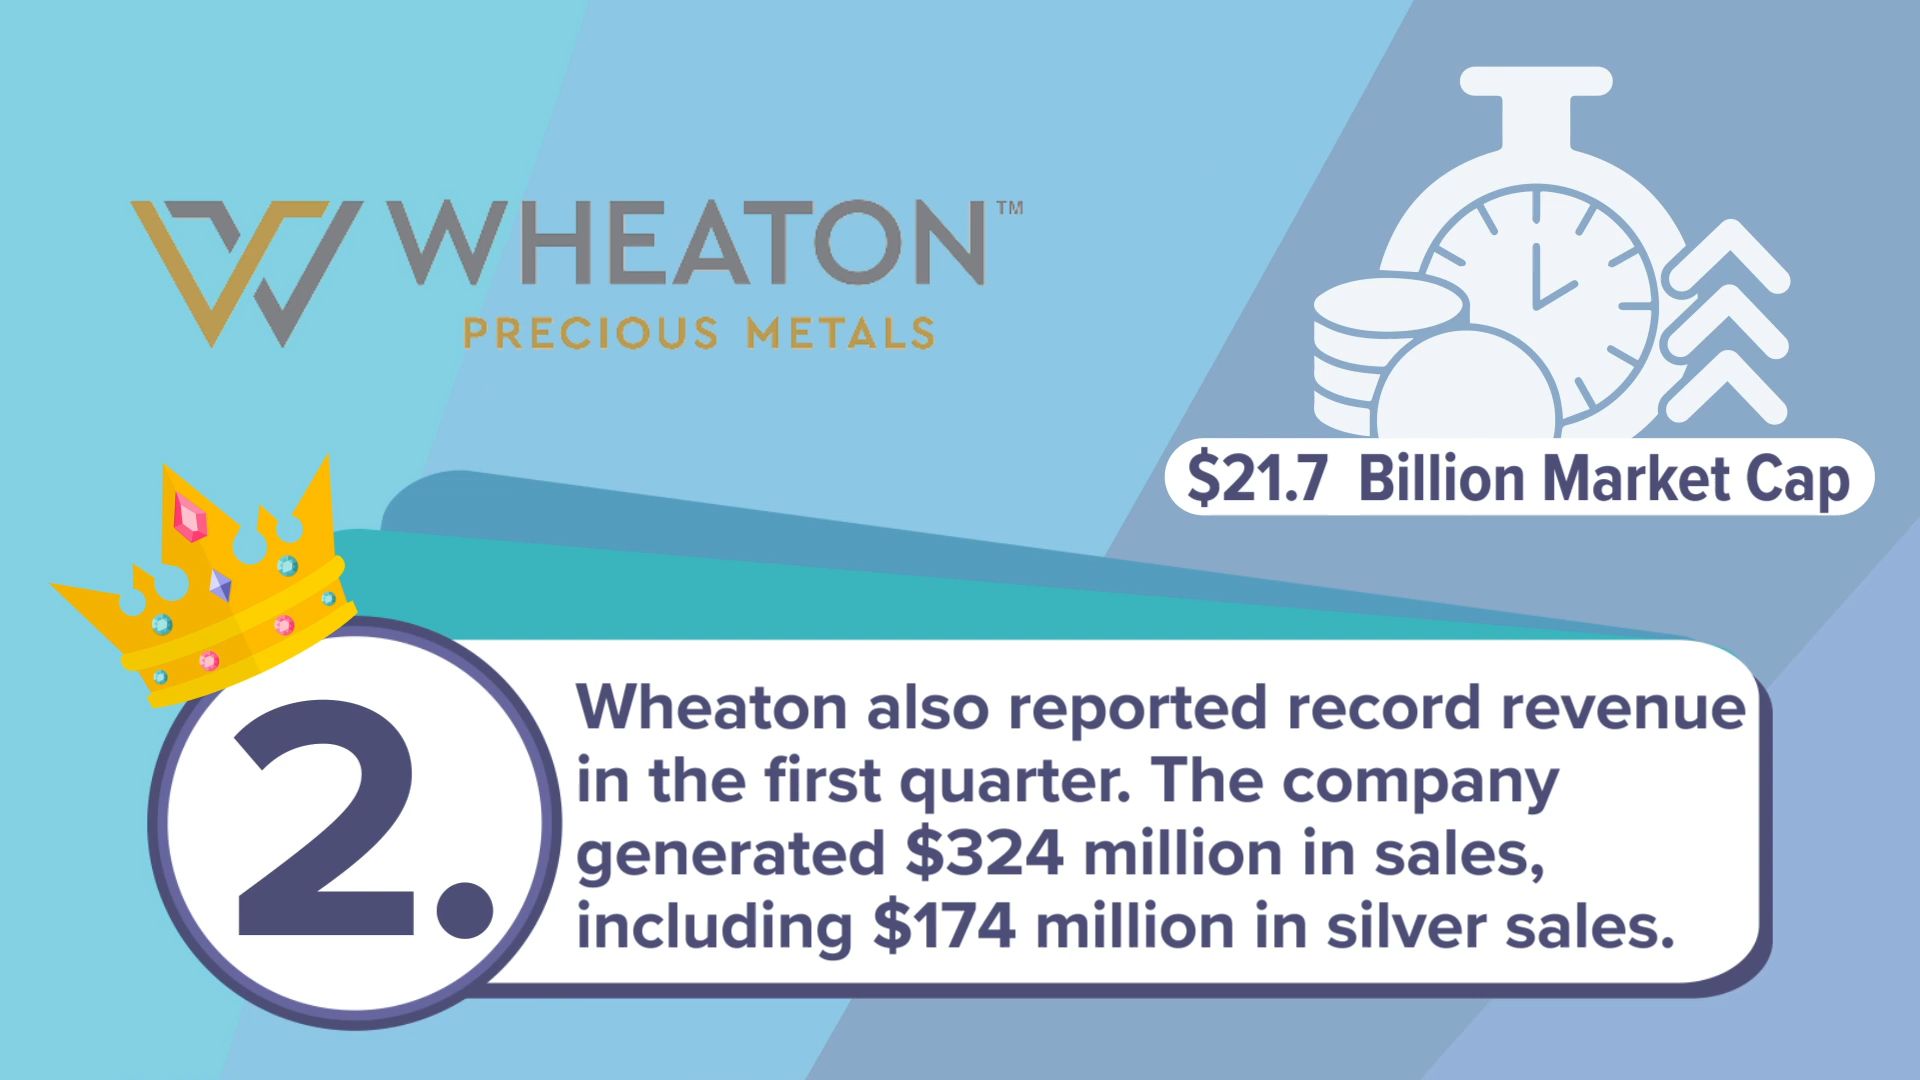 WHEATON™
PRECIOUS METALS
$21.7 Billion Market Cap
2.
Wheaton also reported record revenue
in the first quarter. The company
generated $324 million in sales,
including $174 million in silver sales.